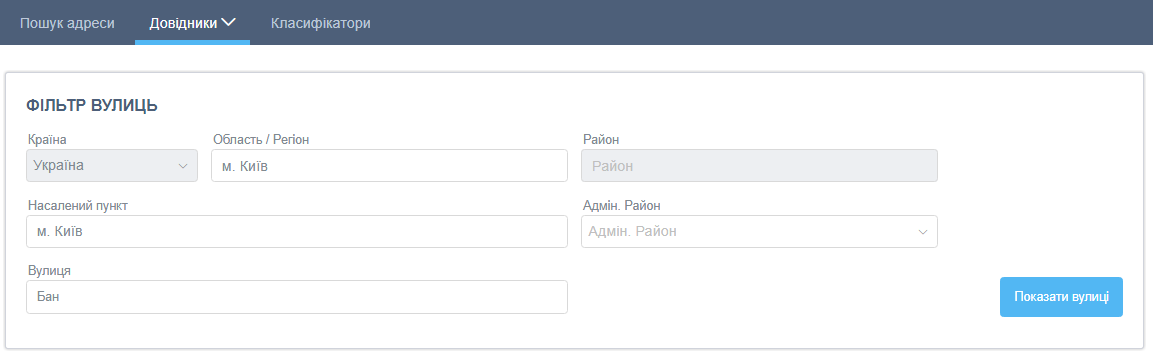 Пошук адреси Довідники Класифікатори
ФІЛЬТР ВУЛИЦЬ
Країна Область / Регіон Район
Україна м. Київ Район
Насалений пункт Адмін. Район
м. Київ Адмін. Район
Вулиця
Бан Показати вулиці